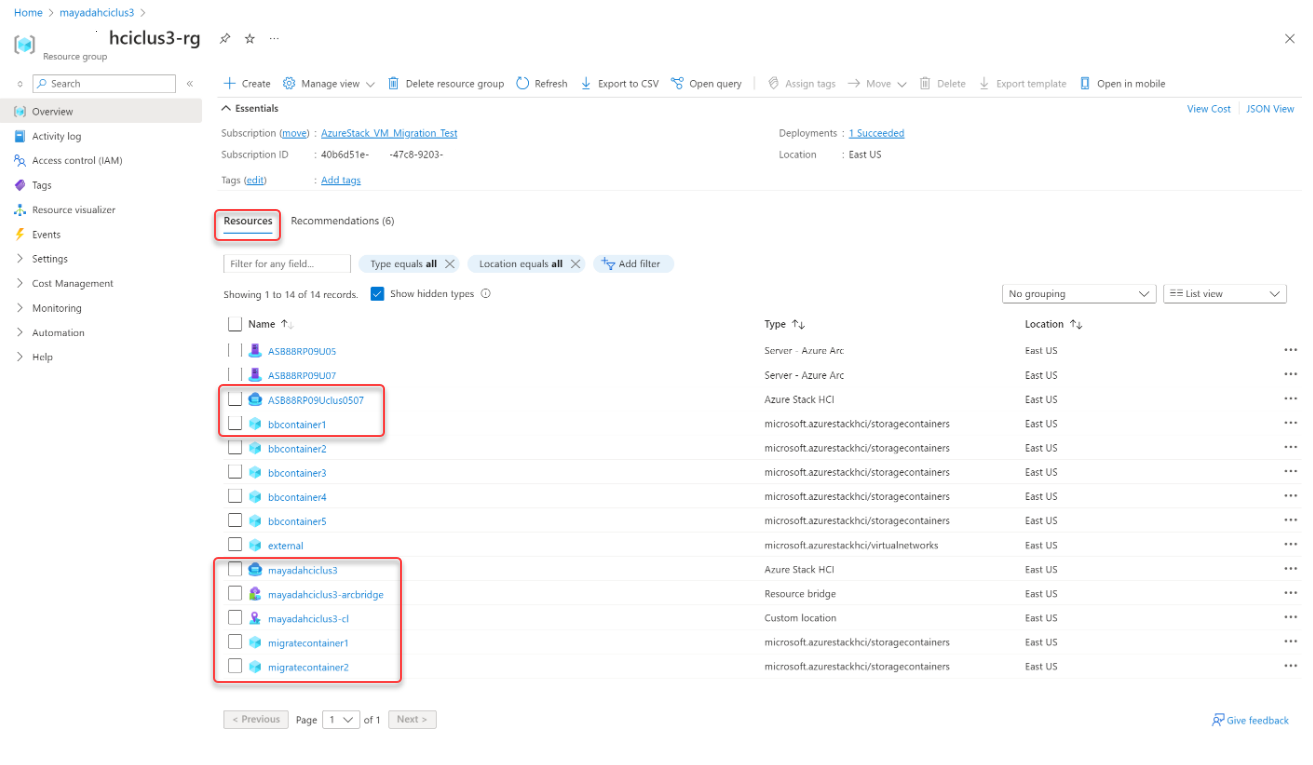 Home > mayadahciclus3 >
hciclus3-rg
Resource group
Search
Overview
Activity log
Access control (IAM)
Tags
Resource visualizer
Events
Settings
Cost Management
Monitoring
Automation
Help
Create Manage view Delete resource group Refresh Export to CSV Open query Assign tags Move Delete Export template Open in mobile
Essentials View Cost JSON View
Subscription (move) : AzureStack_VM_Migration_Test Deployments : 1 Succeeded
Subscription ID : 40b6d51e- -47c8-9203- Location : East US
Tags (edit) : Add tags
Resources Recommendations (6)
Filter for any field... Type equals all Location equals all Add filter
Showing 1 to 14 of 14 records. Show hidden types No grouping List view
Name Type Location
ASB88RP09U05 Server - Azure Arc East US
ASB88RP09U07 Server - Azure Arc East US
ASB88RP09Uclus0507 Azure Stack HCI East US
bbcontainer1 microsoft.azurestackhci/storagecontainers East US
bbcontainer2 microsoft.azurestackhci/storagecontainers East US
bbcontainer3 microsoft.azurestackhci/storagecontainers East US
bbcontainer4 microsoft.azurestackhci/storagecontainers East US
bbcontainer5 microsoft.azurestackhci/storagecontainers East US
external microsoft.azurestackhci/virtualnetworks East US
mayadahciclus3 Azure Stack HCI East US
mayadahciclus3-arcbridge Resource bridge East US
mayadahciclus3-cl Custom location East US
migratecontainer1 microsoft.azurestackhci/storagecontainers East US
migratecontainer2 microsoft.azurestackhci/storagecontainers East US
< Previous Page 1 of 1 Next > Give feedback